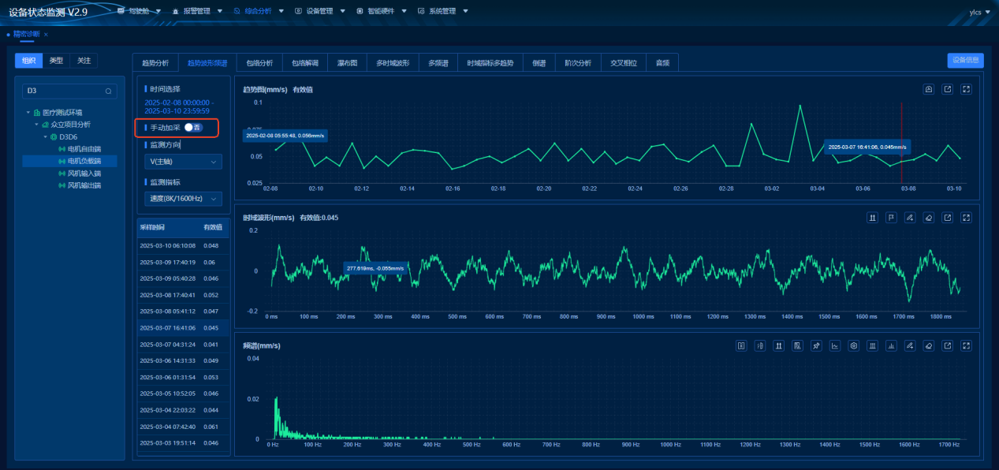 设备状态监测 V2.9
驾驶舱 报警管理 综合分析 设备管理 智能硬件 系统管理
ylcs
精密诊断 ×
组织 类型 关注
D3
医疗测试环境
众立项目分析
D3D6
电机自由端
电机负载端
风机输入端
风机输出端
趋势分析 趋势波形频谱 包络分析 包络解调 瀑布图 多时域波形 多频谱 时域指标多趋势 倒谱 阶次分析 交叉相位 音频
设备信息
时间选择
2025-02-08 00:00:00 -
2025-03-10 23:59:59
手动加采 否
监测方向
V(主轴)
监测指标
速度(8K/1600Hz)
采样时间 有效值
2025-03-10 06:10:08 0.048
2025-03-09 17:40:19 0.06
2025-03-09 05:40:28 0.046
2025-03-08 17:40:41 0.052
2025-03-08 05:41:12 0.047
2025-03-07 16:41:06 0.045
2025-03-07 04:31:24 0.041
2025-03-06 14:31:33 0.049
2025-03-06 01:31:54 0.053
2025-03-05 10:52:05 0.046
2025-03-04 22:03:22 0.044
2025-03-04 07:42:40 0.061
2025-03-03 19:51:14 0.046
趋势图(mm/s) 有效值
0.1
0.075
0.05
0.025
2025-02-08 05:55:48, 0.056mm/s
2025-03-07 16:41:06, 0.045mm/s
02-08 02-10 02-12 02-14 02-16 02-18 02-20 02-22 02-24 02-26 02-28 03-02 03-04 03-06 03-08 03-10
时域波形(mm/s) 有效值:0.045
0.2
0
-0.2
277.619ms, -0.055mm/s
0 ms 100 ms 200 ms 300 ms 400 ms 500 ms 600 ms 700 ms 800 ms 900 ms 1000 ms 1100 ms 1200 ms 1300 ms 1400 ms 1500 ms 1600 ms 1700 ms 1800 ms
频谱(mm/s)
0.04
0.02
0
0 Hz 100 Hz 200 Hz 300 Hz 400 Hz 500 Hz 600 Hz 700 Hz 800 Hz 900 Hz 1000 Hz 1100 Hz 1200 Hz 1300 Hz 1400 Hz 1500 Hz 1600 Hz 1700 Hz